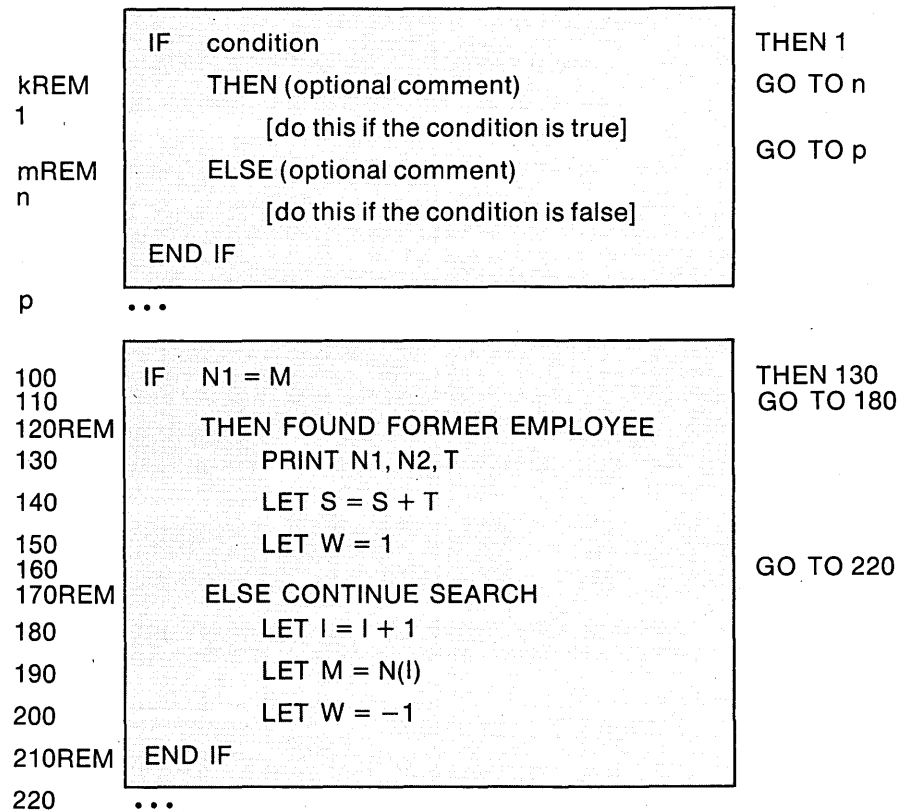 IF condition THEN 1
kREM THEN (optional comment) GO TO n
1 [do this if the condition is true]
GO TO p
mREM ELSE (optional comment)
n [do this if the condition is false]
END IF
p •••
100 IF N1 = M THEN 130
110 GO TO 180
120REM THEN FOUND FORMER EMPLOYEE
130 PRINT N1, N2, T
140 LET S = S + T
150 LET W = 1
160 GO TO 220
170REM ELSE CONTINUE SEARCH
180 LET I = I + 1
190 LET M = N(I)
200 LET W = −1
210REM END IF
220 •••